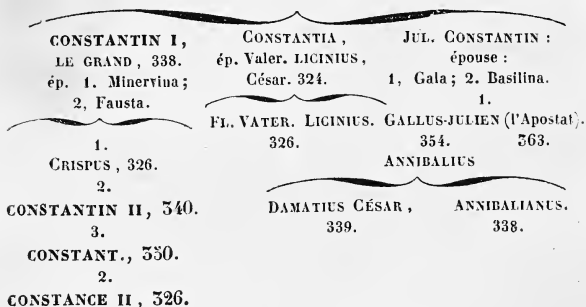 CONSTANTIN I,
LE GRAND, 338.
ép. 1. Minervina;
2, Fausta.
1.
CRISPUS, 326.
2.
CONSTANTIN II, 340.
3.
CONSTANT., 350.
2.
CONSTANCE II, 326.
CONSTANTIA,
ép. Valer. LICINIUS,
César. 324.
FL. VATER. LICINIUS.
326.
JUL. CONSTANTIN:
épouse:
1, Gala; 2. Basilina.
1.
GALLUS-JULIEN (l'Apostat).
354. 363.
ANNIBALIUS
DAMATIUS CÉSAR,
339.
ANNIBALIANUS.
338.